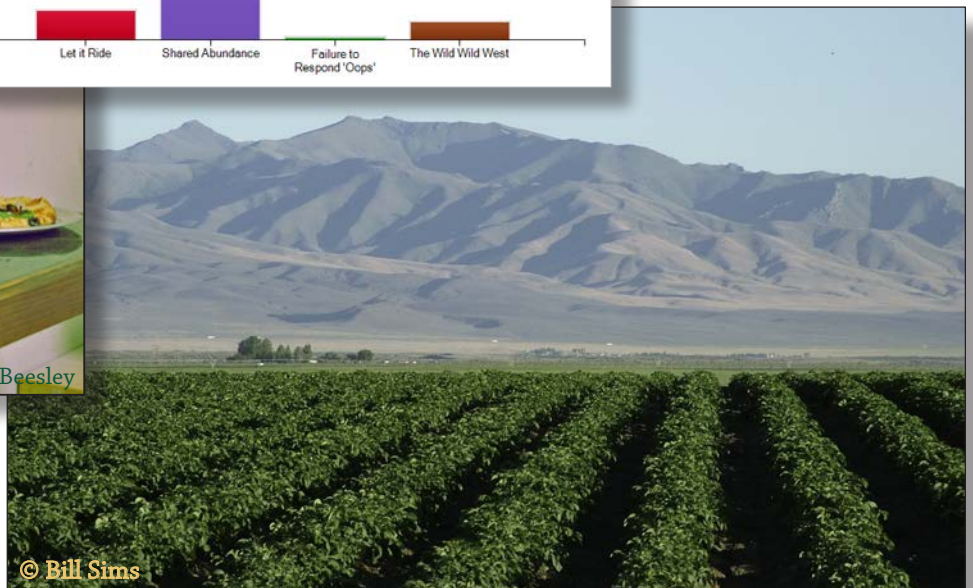 Let it Ride
Shared Abundance
Failure to
Respond 'Oops'
The Wild Wild West
Beesley
© Bill Sims